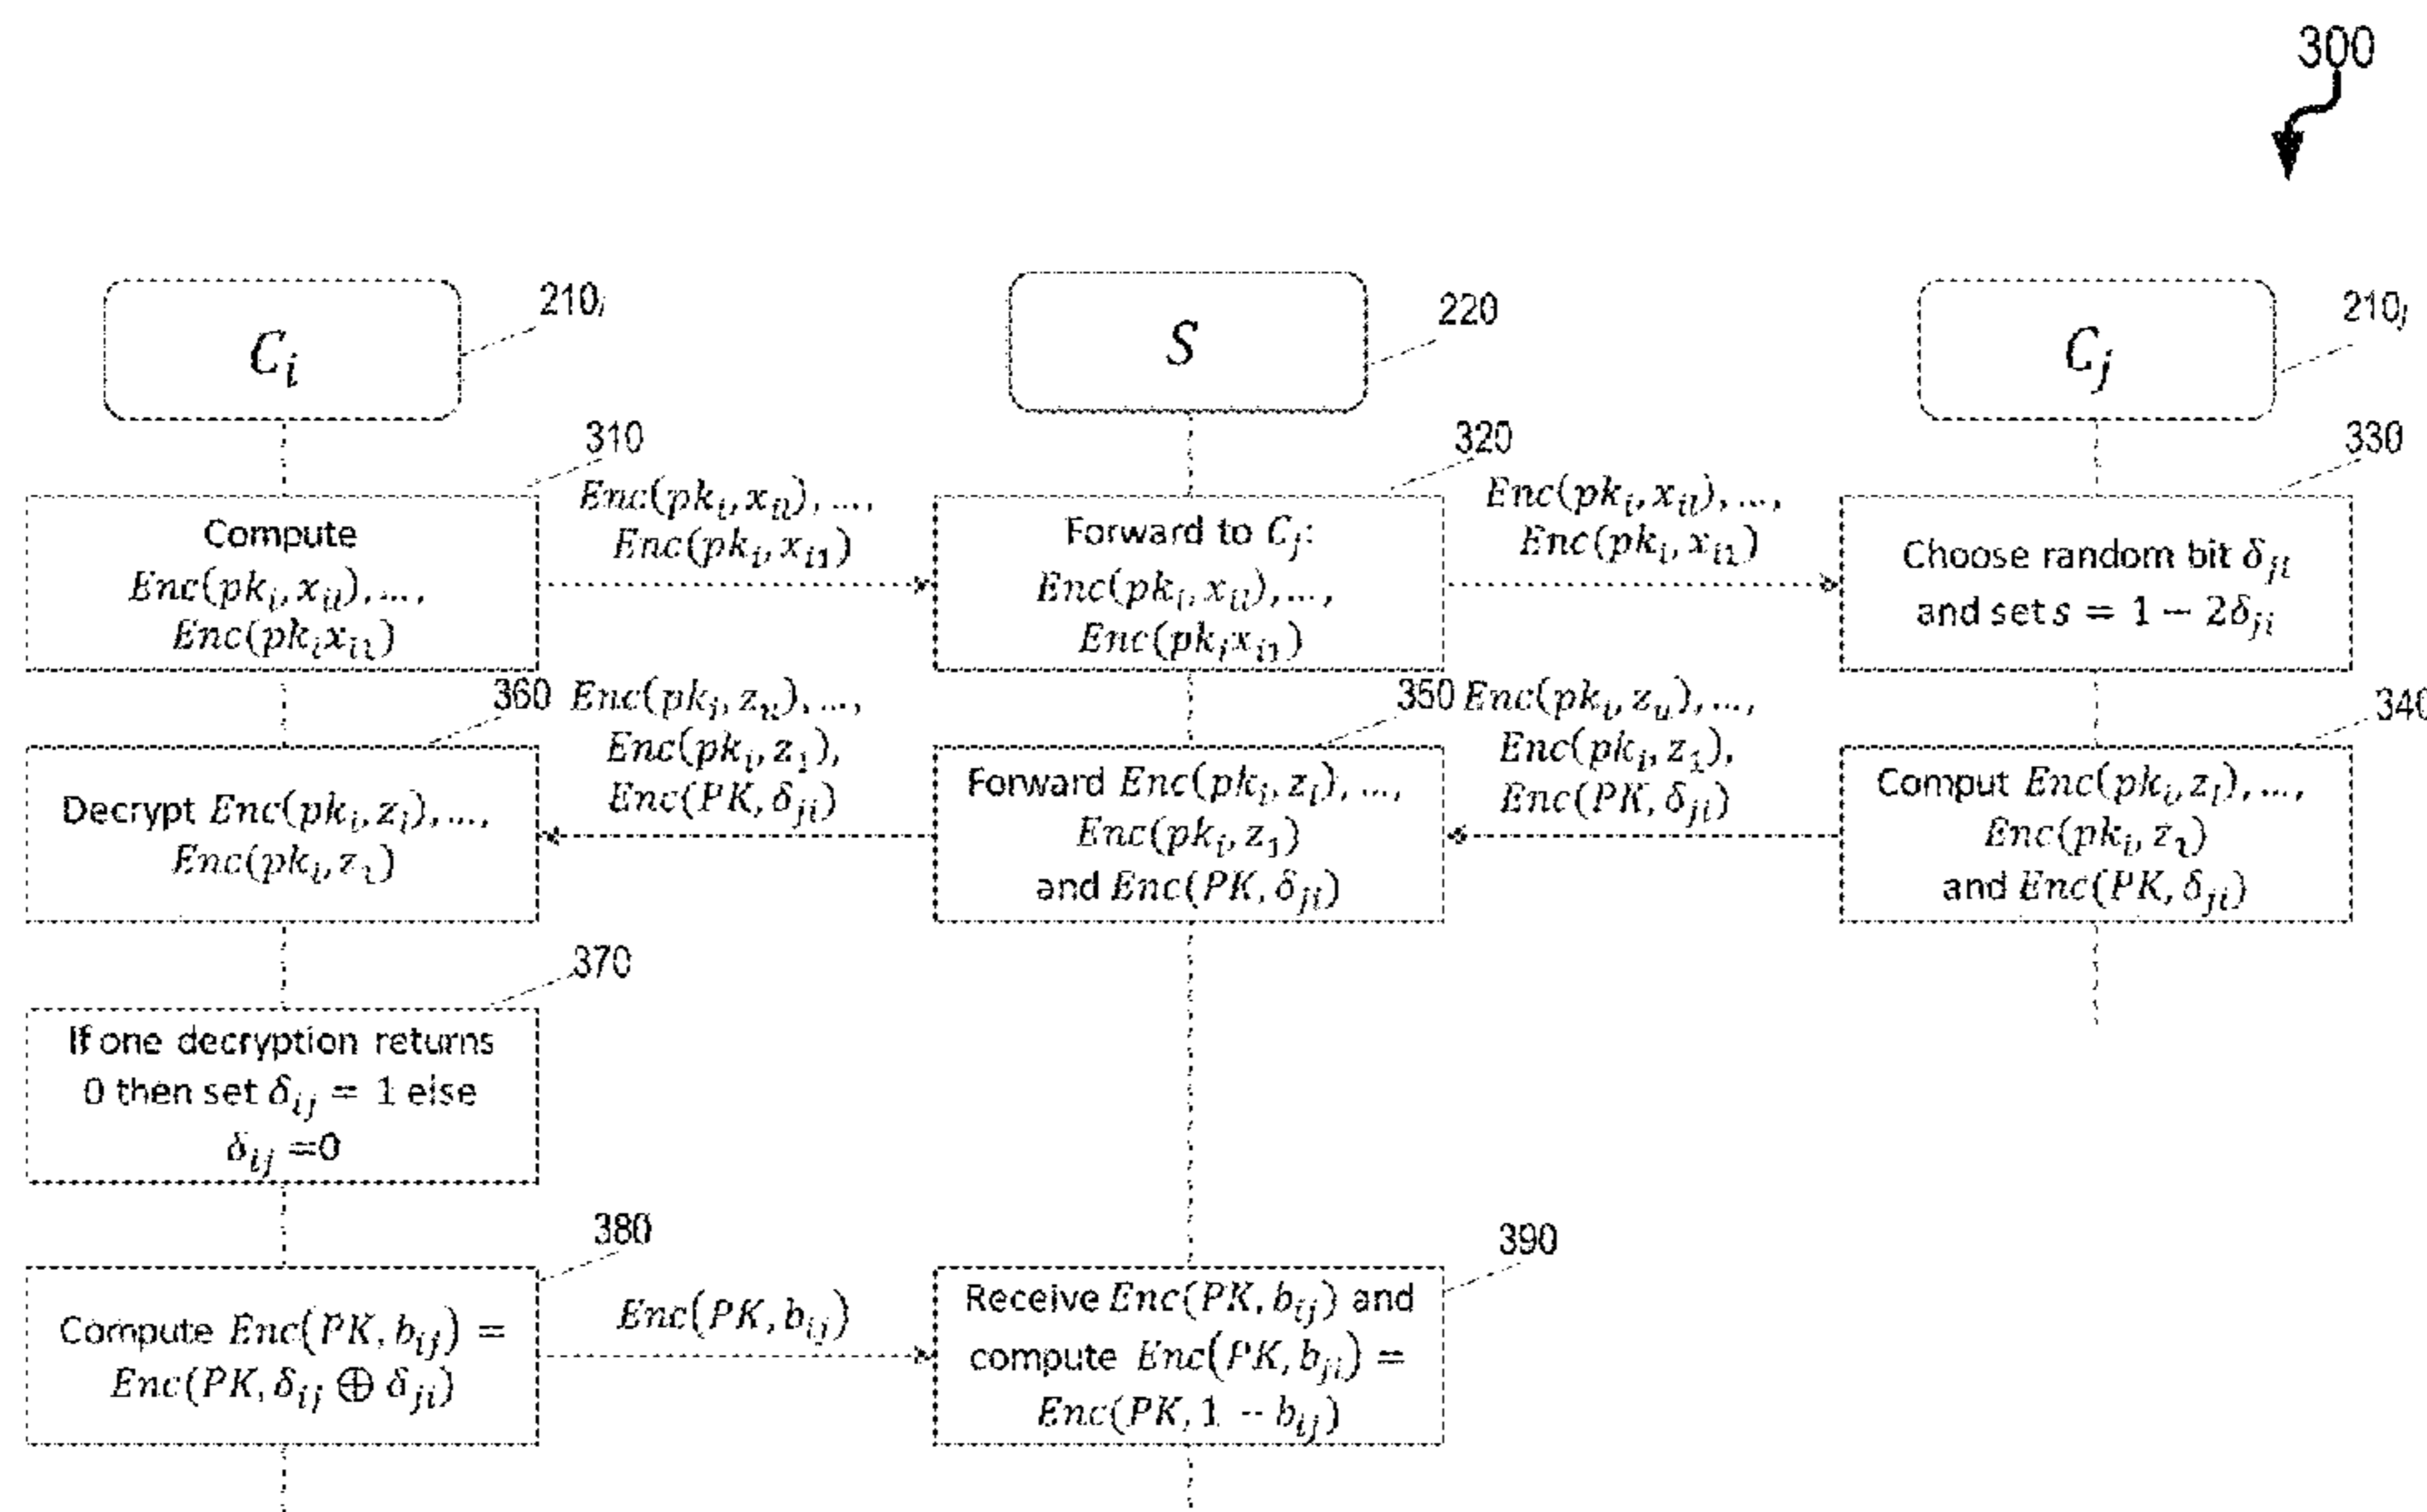 300
C_i
210_i
S
220
C_j
210_j
310
320
330
Compute
Enc(pk_i, x_il), ...,
Enc(pk_i x_i1)
Enc(pk_i, x_il), ...,
Enc(pk_i, x_i1)
Forward to C_j:
Enc(pk_i, x_il), ...,
Enc(pk_i x_i1)
Enc(pk_i, x_il), ...,
Enc(pk_i, x_i1)
Choose random bit δ_ji
and set s = 1 − 2δ_ji
360
Enc(pk_i, z_u), ...,
Enc(pk_i, z_1),
Enc(PK, δ_ji)
350
Enc(pk_i, z_u), ...,
Enc(pk_i, z_1),
Enc(PK, δ_ji)
340
Decrypt Enc(pk_i, z_l), ...,
Enc(pk_i, z_1)
Forward Enc(pk_i, z_l), ...,
Enc(pk_i, z_1)
and Enc(PK, δ_ji)
Comput Enc(pk_i, z_l), ...,
Enc(pk_i, z_1)
and Enc(PK, δ_ji)
370
If one decryption returns
0 then set δ_ij = 1 else
δ_ij =0
380
390
Compute Enc(PK, b_ij) =
Enc(PK, δ_ij ⊕ δ_ji)
Enc(PK, b_ij)
Receive Enc(PK, b_ij) and
compute Enc(PK, b_ji) =
Enc(PK, 1 − b_ij)